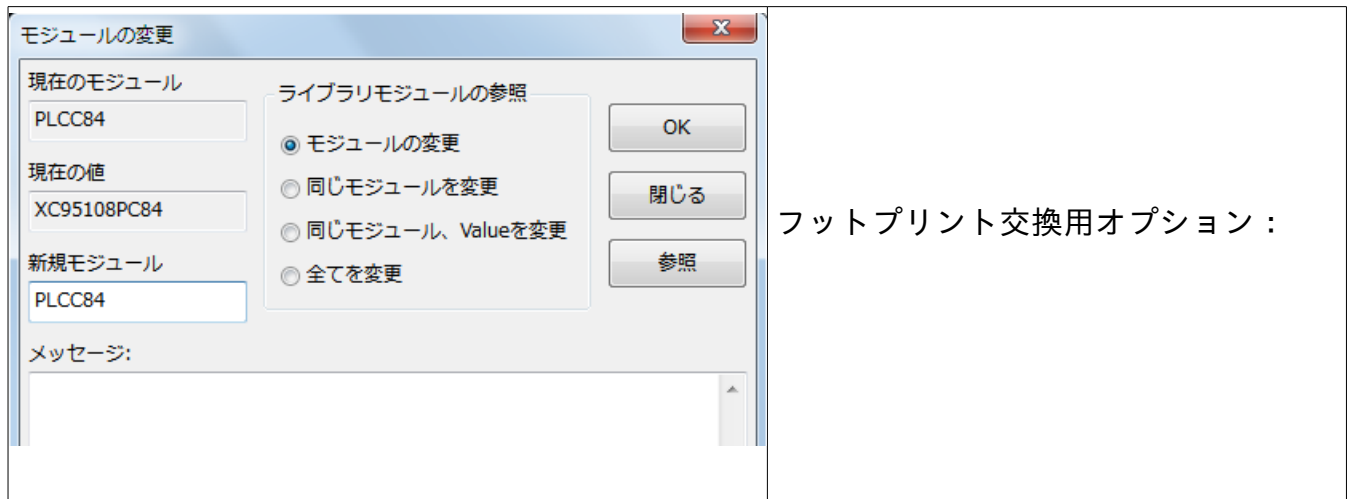 モジュールの変更
現在のモジュール
PLCC84
現在の値
XC95108PC84
新規モジュール
PLCC84
ライブラリモジュールの参照
モジュールの変更
同じモジュールを変更
同じモジュール、Valueを変更
全てを変更
OK
閉じる
参照
メッセージ:
フットプリント交換用オプション：